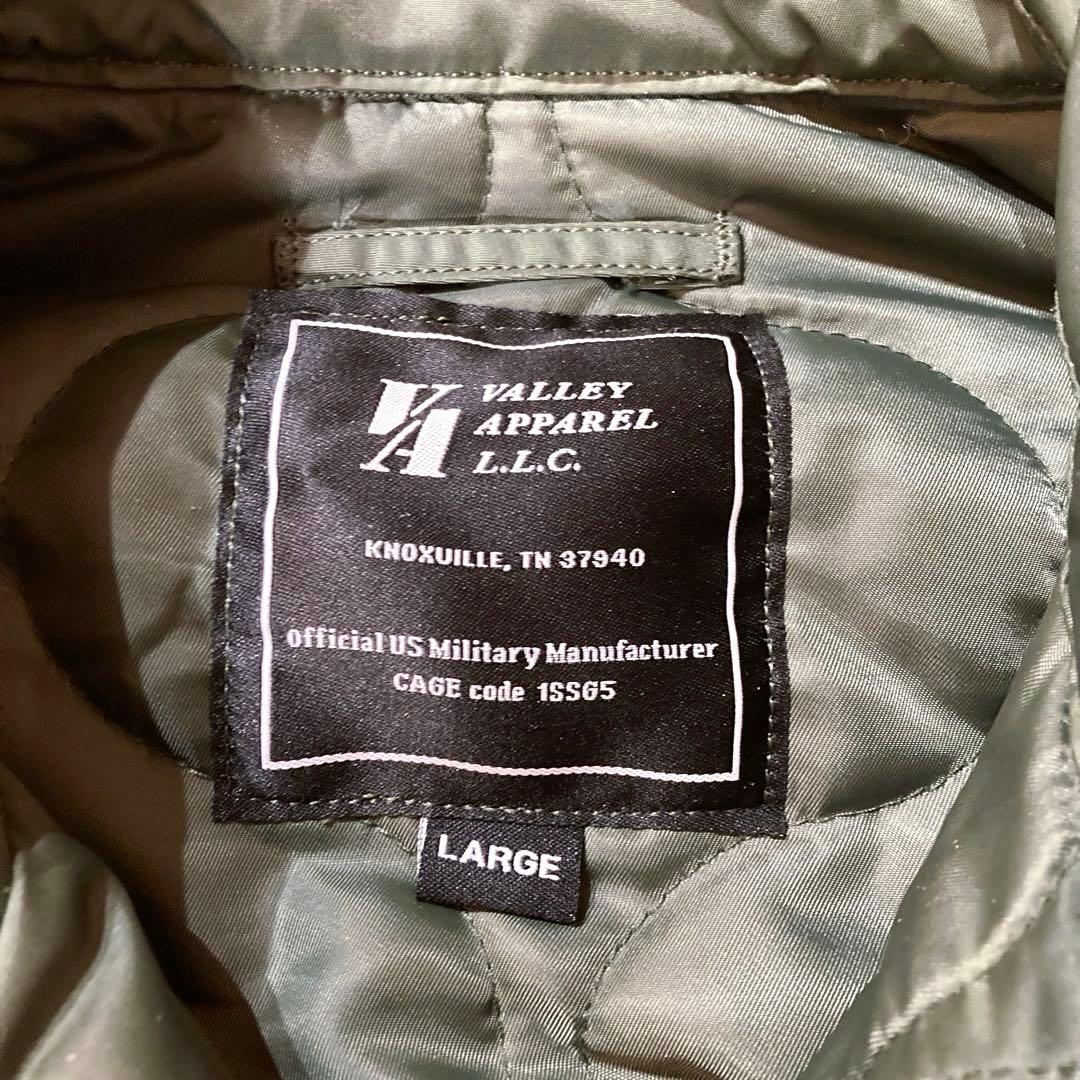 VA
VALLEY
APPAREL
L.L.C.
KNOXUILLE, TN 37940
Official US Military Manufacturer
CAGE code 1SSG5
LARGE